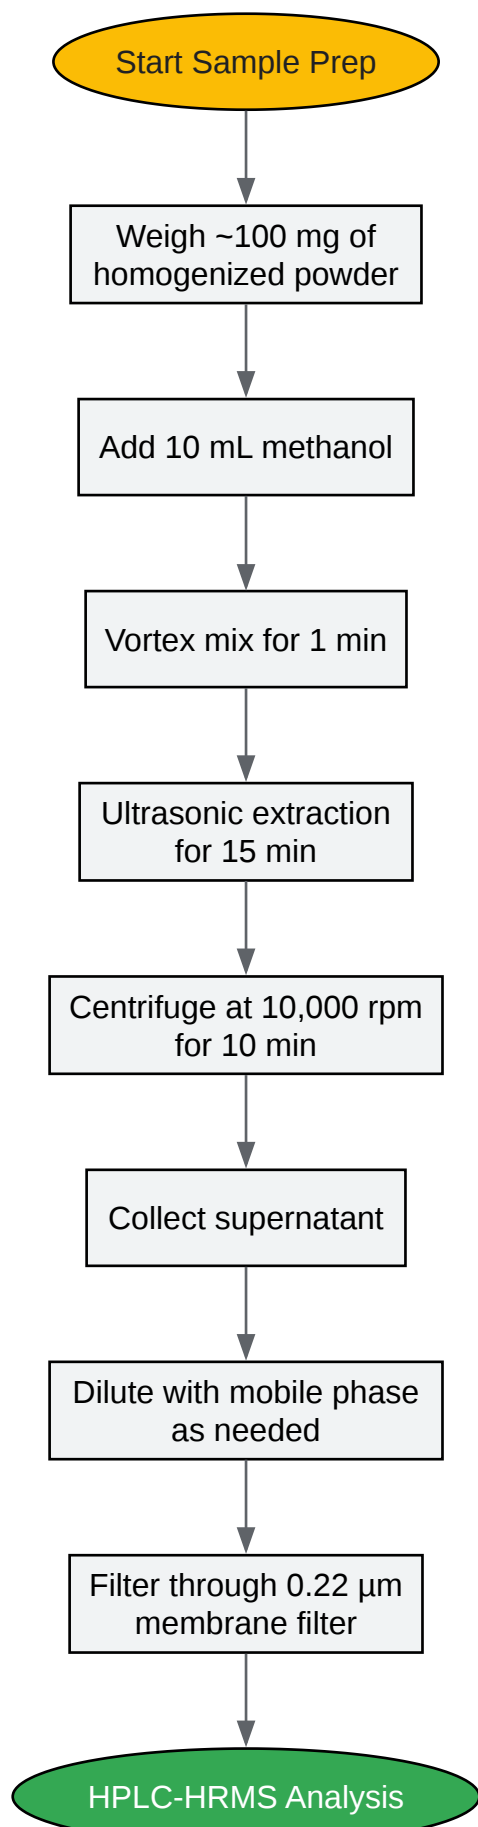 Start Sample Prep
Weigh ~100 mg of
homogenized powder
Add 10 mL methanol
Vortex mix for 1 min
Ultrasonic extraction
for 15 min
Centrifuge at 10,000 rpm
for 10 min
Collect supernatant
Dilute with mobile phase
as needed
Filter through 0.22 µm
membrane filter
HPLC-HRMS Analysis